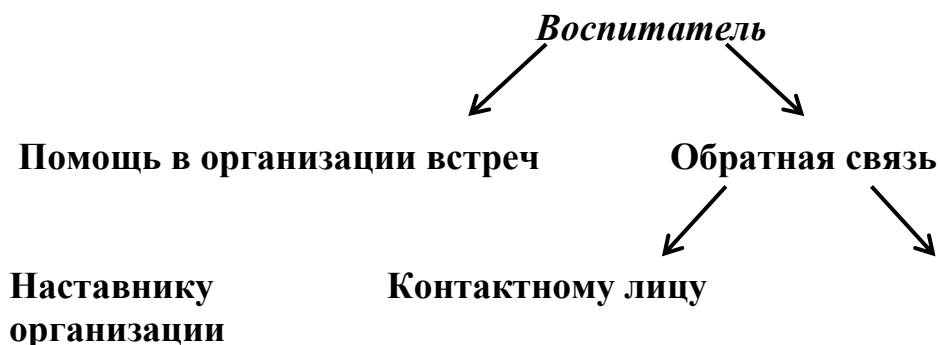 Воспитатель
Помощь в организации встреч Обратная связь
Наставнику Контактному лицу
организации